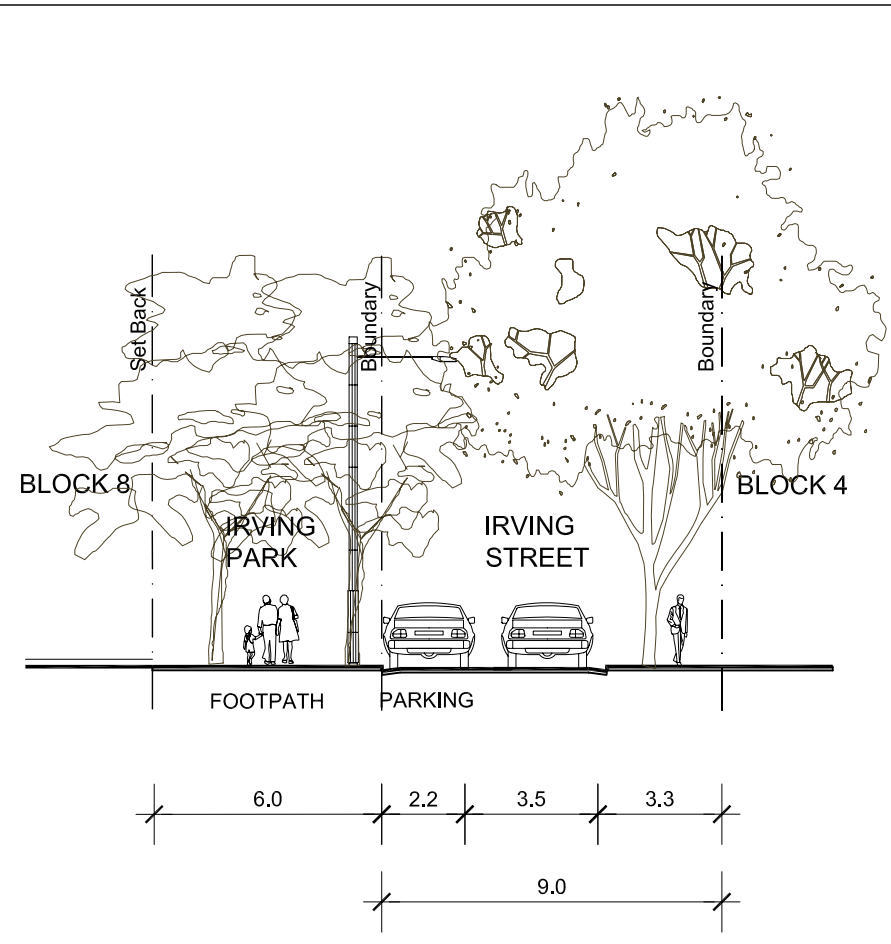 Set Back
Boundary
Boundary
BLOCK 8
IRVING
PARK
IRVING
STREET
BLOCK 4
FOOTPATH
PARKING
6.0
2.2
3.5
3.3
9.0